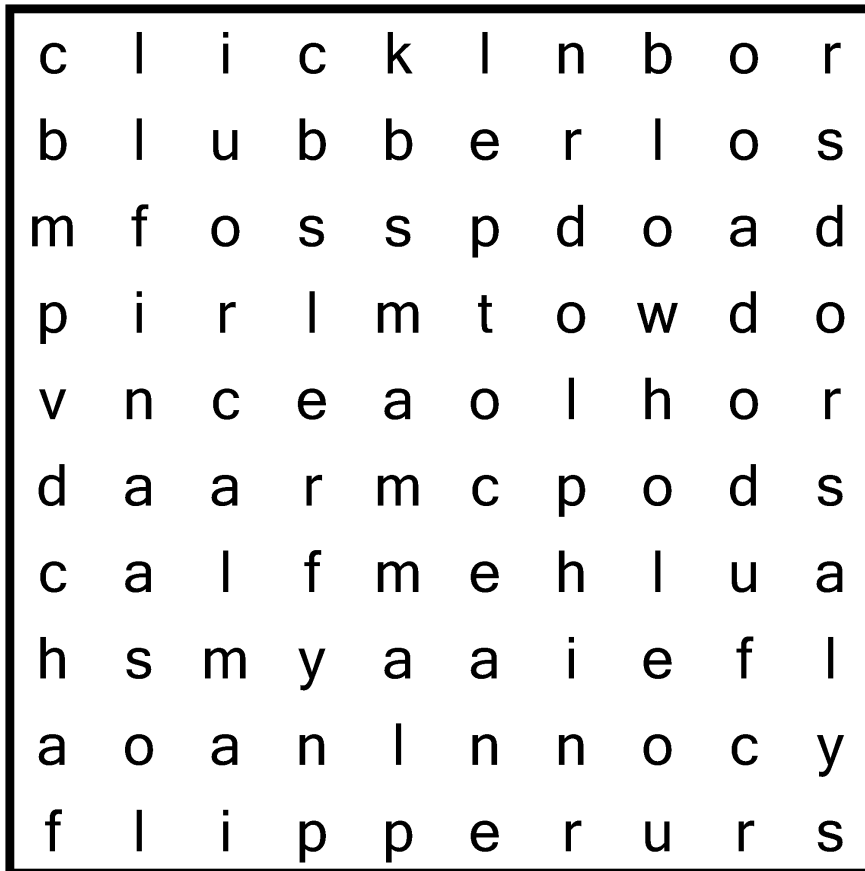 c l i c k l n b o r
b l u b b e r l o s
m f o s s p d o a d
p i r l m t o w d o
v n c e a o l h o r
d a a r m c p o d s
c a l f m e h l u a
h s m y a a i e f l
a o a n l n n o c y
f l i p p e r u r s